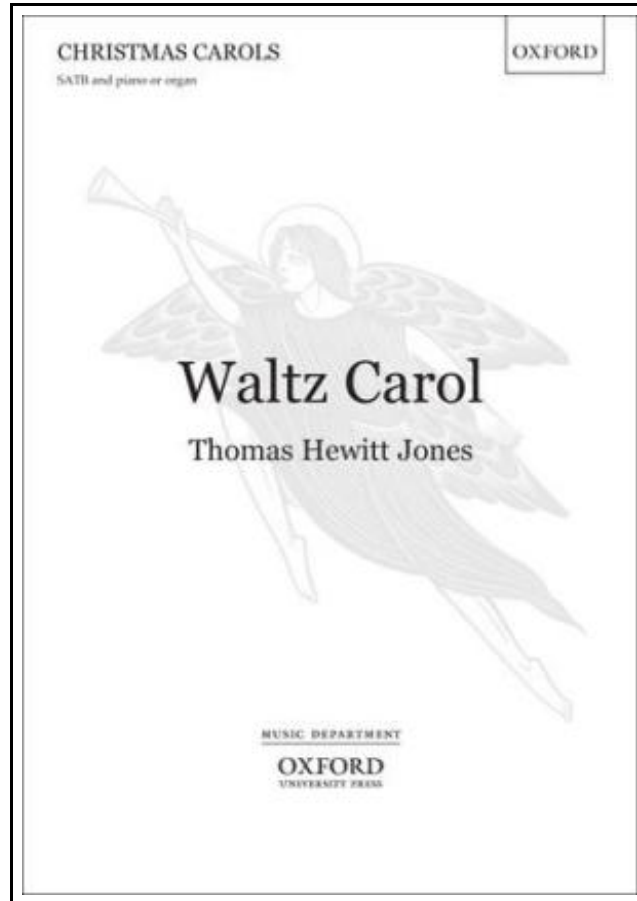 CHRISTMAS CAROLS
OXFORD
SATB and piano or organ
Waltz Carol
Thomas Hewitt Jones
MUSIC DEPARTMENT
OXFORD
UNIVERSITY PRESS